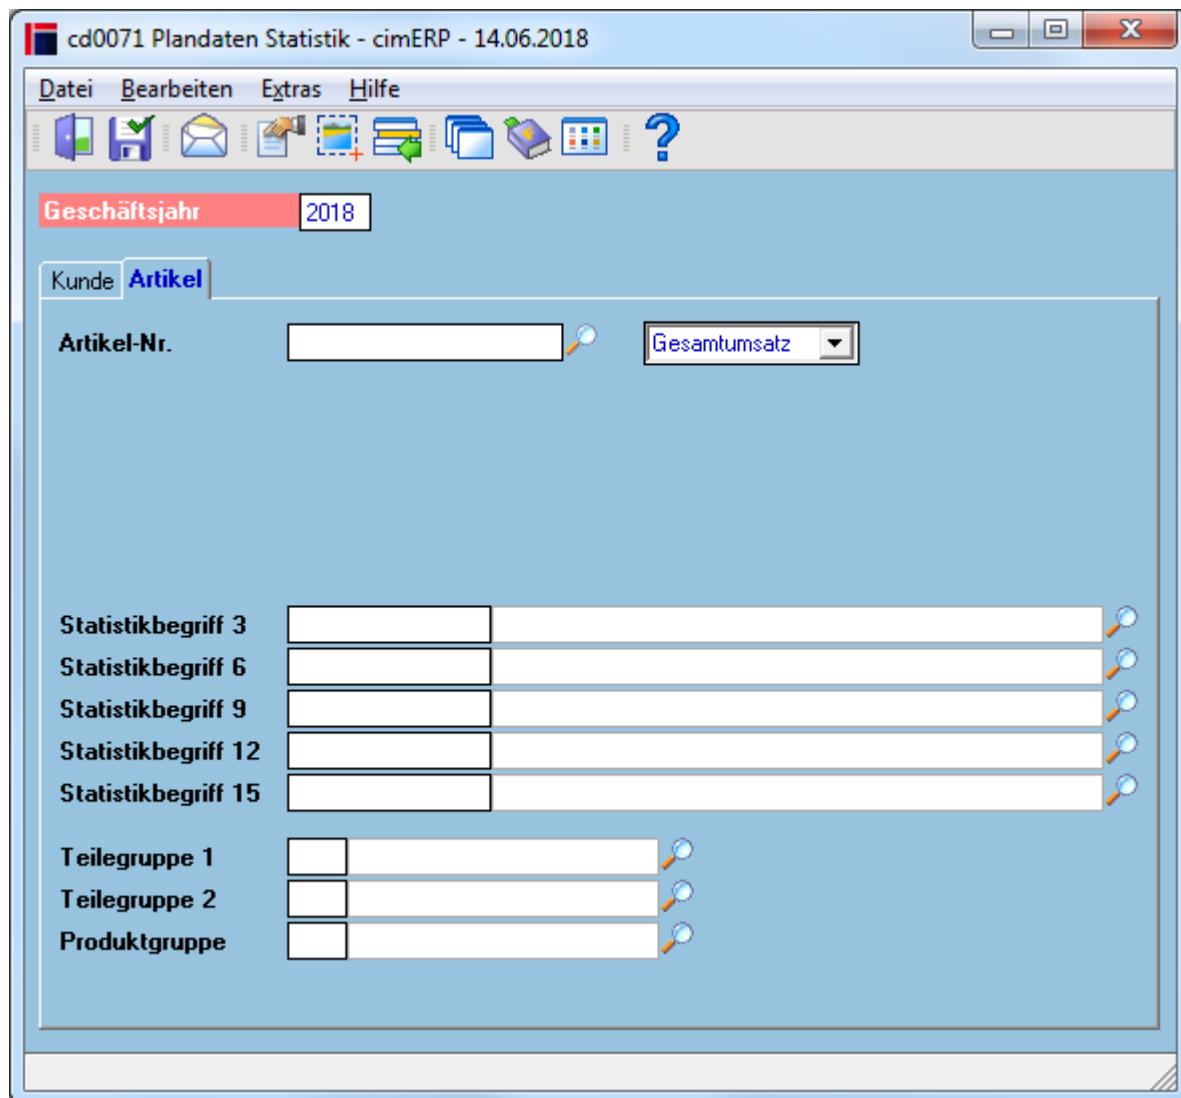 cd0071 Plandaten Statistik - cimERP - 14.06.2018
Datei Bearbeiten Extras Hilfe
Geschäftsjahr 2018
Kunde Artikel
Artikel-Nr. Gesamtumsatz
Statistikbegriff 3
Statistikbegriff 6
Statistikbegriff 9
Statistikbegriff 12
Statistikbegriff 15
Teilegruppe 1
Teilegruppe 2
Produktgruppe